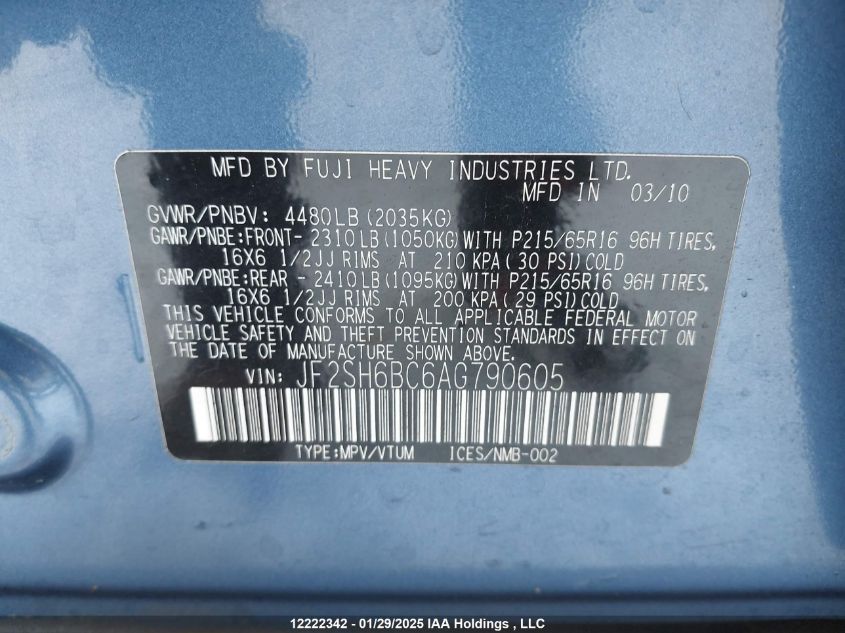 MFD BY FUJI HEAVY INDUSTRIES LTD.
MFD IN 03/10
GVWR/PNBV: 4480LB(2035KG)
GAWR/PNBE:FRONT- 2310LB(1050KG)WITH P215/65R16 96H TIRES,
16X6 1/2JJ RIMS AT 210 KPA(30 PSI)COLD
GAWR/PNBE:REAR - 2410LB(1095KG)WITH P215/65R16 96H TIRES,
16X6 1/2JJ RIMS AT 200 KPA(29 PSI)COLD
THIS VEHICLE CONFORMS TO ALL APPLICABLE FEDERAL MOTOR
VEHICLE SAFETY AND THEFT PREVENTION STANDARDS IN EFFECT ON
THE DATE OF MANUFACTURE SHOWN ABOVE.
VIN: JF2SH6BC6AG790605
TYPE:MPV/VTUM ICES/NMB-002
12222342 - 01/29/2025 IAA Holdings , LLC